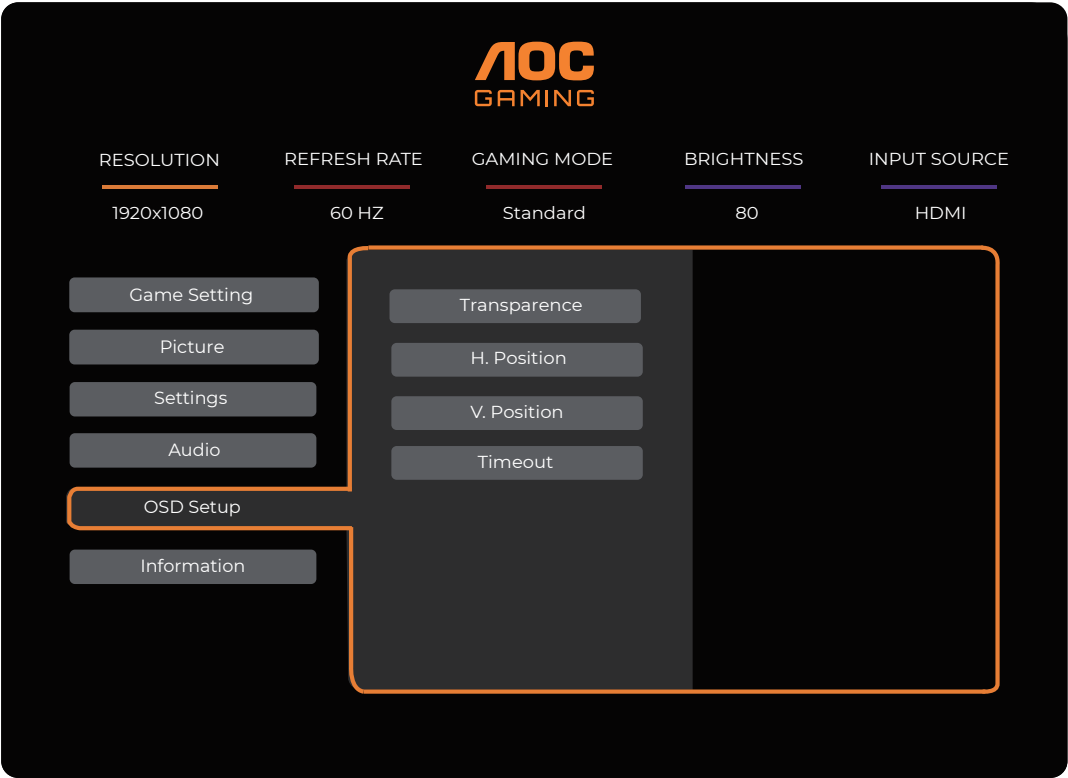 AOC
GAMING
RESOLUTION REFRESH RATE GAMING MODE BRIGHTNESS INPUT SOURCE
1920x1080 60 HZ Standard 80 HDMI
Game Setting
Picture
Settings
Audio
OSD Setup
Information
Transparence
H. Position
V. Position
Timeout